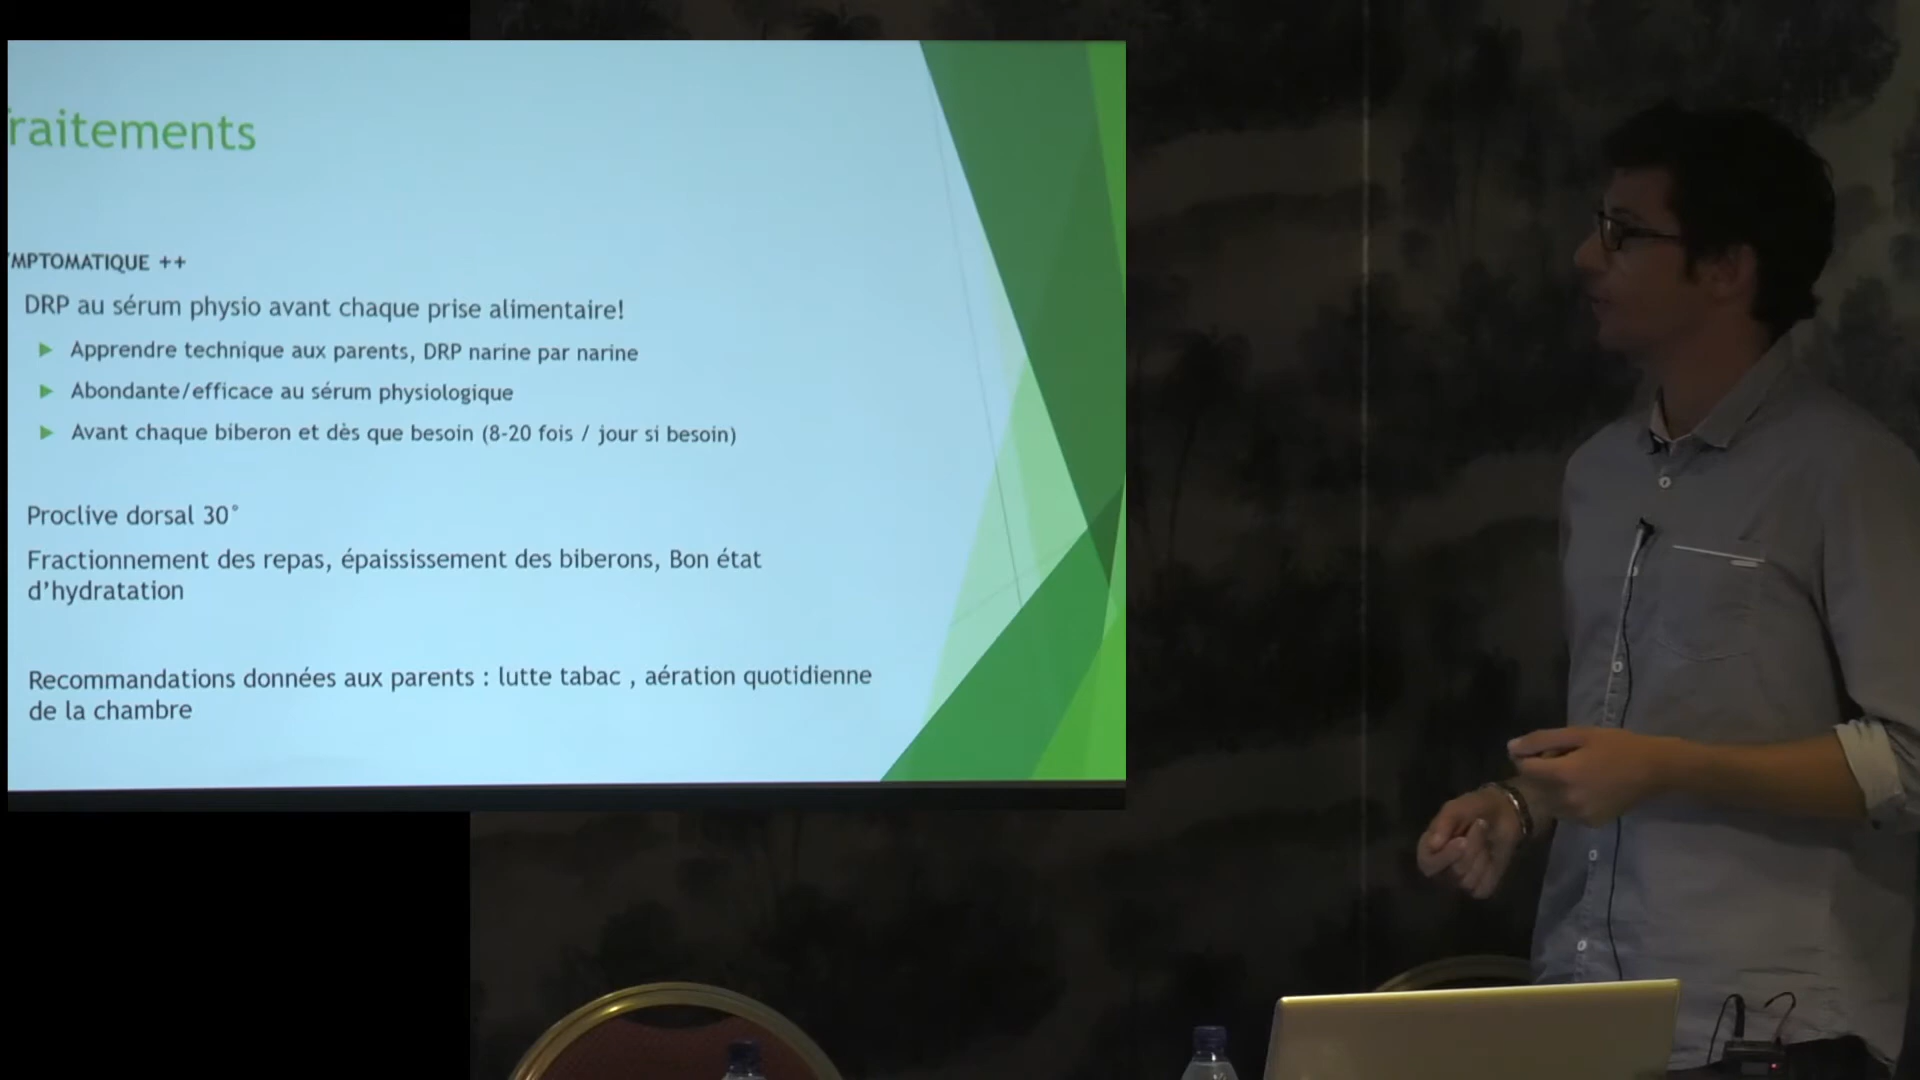 raitements
MPTOMATIQUE ++
DRP au sérum physio avant chaque prise alimentaire!
Apprendre technique aux parents, DRP narine par narine
Abondante/efficace au sérum physiologique
Avant chaque biberon et dès que besoin (8-20 fois / jour si besoin)
Proclive dorsal 30°
Fractionnement des repas, épaississement des biberons, Bon état
d'hydratation
Recommandations données aux parents : lutte tabac , aération quotidienne
de la chambre